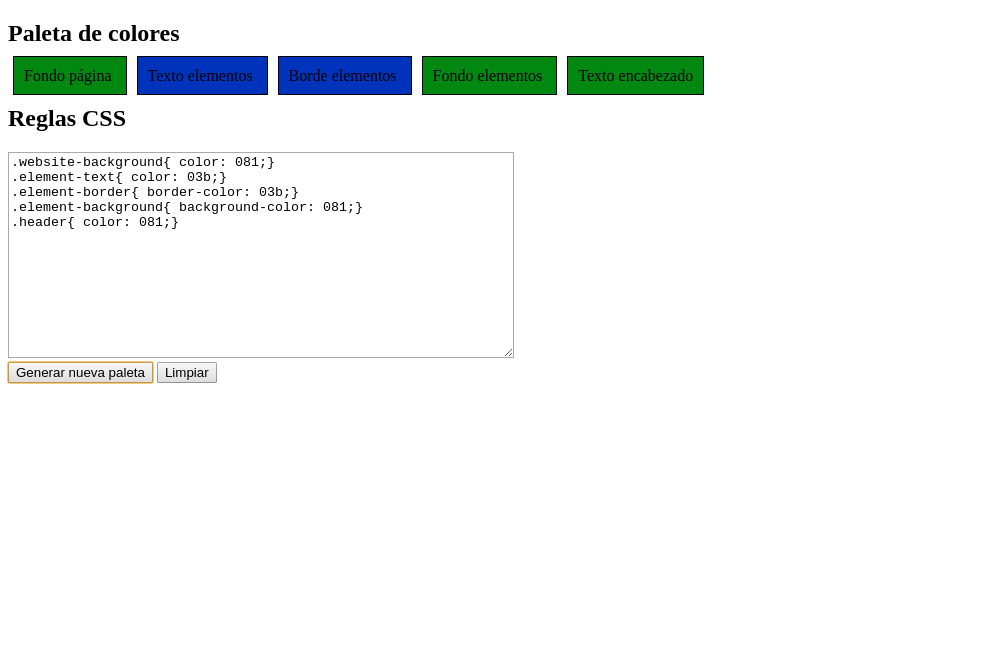 Paleta de colores
Fondo página Texto elementos Borde elementos Fondo elementos Texto encabezado
Reglas CSS
.website-background{ color: 081;}
.element-text{ color: 03b;}
.element-border{ border-color: 03b;}
.element-background{ background-color: 081;}
.header{ color: 081;}
Generar nueva paleta Limpiar